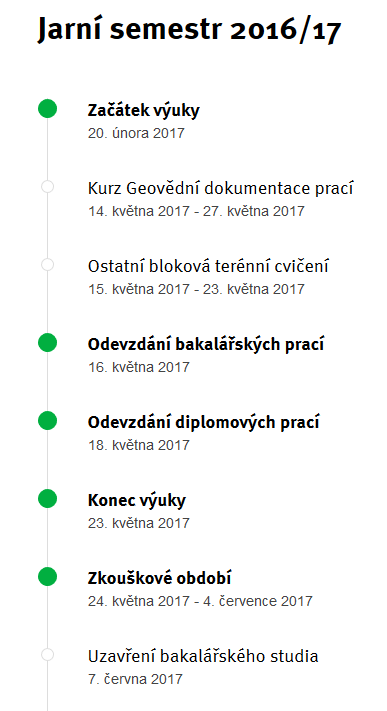 Jarní semestr 2016/17
Začátek výuky
20. února 2017
Kurz Geovědní dokumentace prací
14. května 2017 - 27. května 2017
Ostatní bloková terénní cvičení
15. května 2017 - 23. května 2017
Odevzdání bakalářských prací
16. května 2017
Odevzdání diplomových prací
18. května 2017
Konec výuky
23. května 2017
Zkouškové období
24. května 2017 - 4. července 2017
Uzavření bakalářského studia
7. června 2017